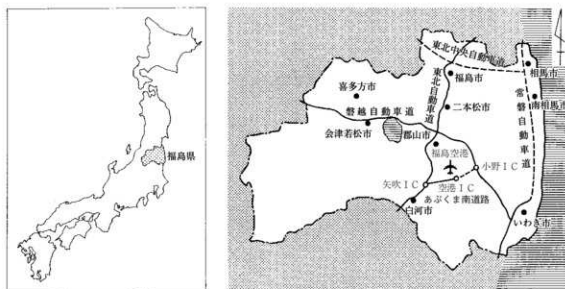 福島県
東北中央自動車道
相馬市
福島市
喜多方市
東北自動車道
南相馬市
二本松市
常磐自動車道
磐越自動車道
会津若松市
郡山市
福島空港
小野IC
矢吹IC
空港IC
あぶくま南道路
白河市
いわき市